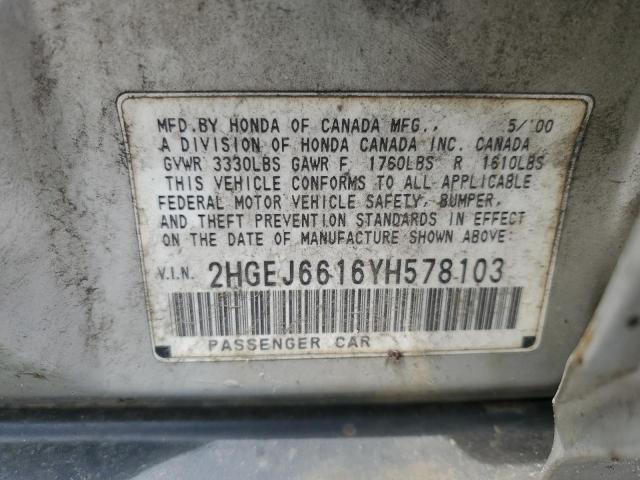 MFD.BY HONDA OF CANADA MFG., 5/'00
A DIVISION OF HONDA CANADA INC. CANADA
GVWR 3330LBS GAWR F 1760LBS R 1610LBS
THIS VEHICLE CONFORMS TO ALL APPLICABLE
FEDERAL MOTOR VEHICLE SAFETY, BUMPER,
AND THEFT PREVENTION STANDARDS IN EFFECT
ON THE DATE OF MANUFACTURE SHOWN ABOVE:
V.I.N. 2HGEJ6616YH578103
PASSENGER CAR